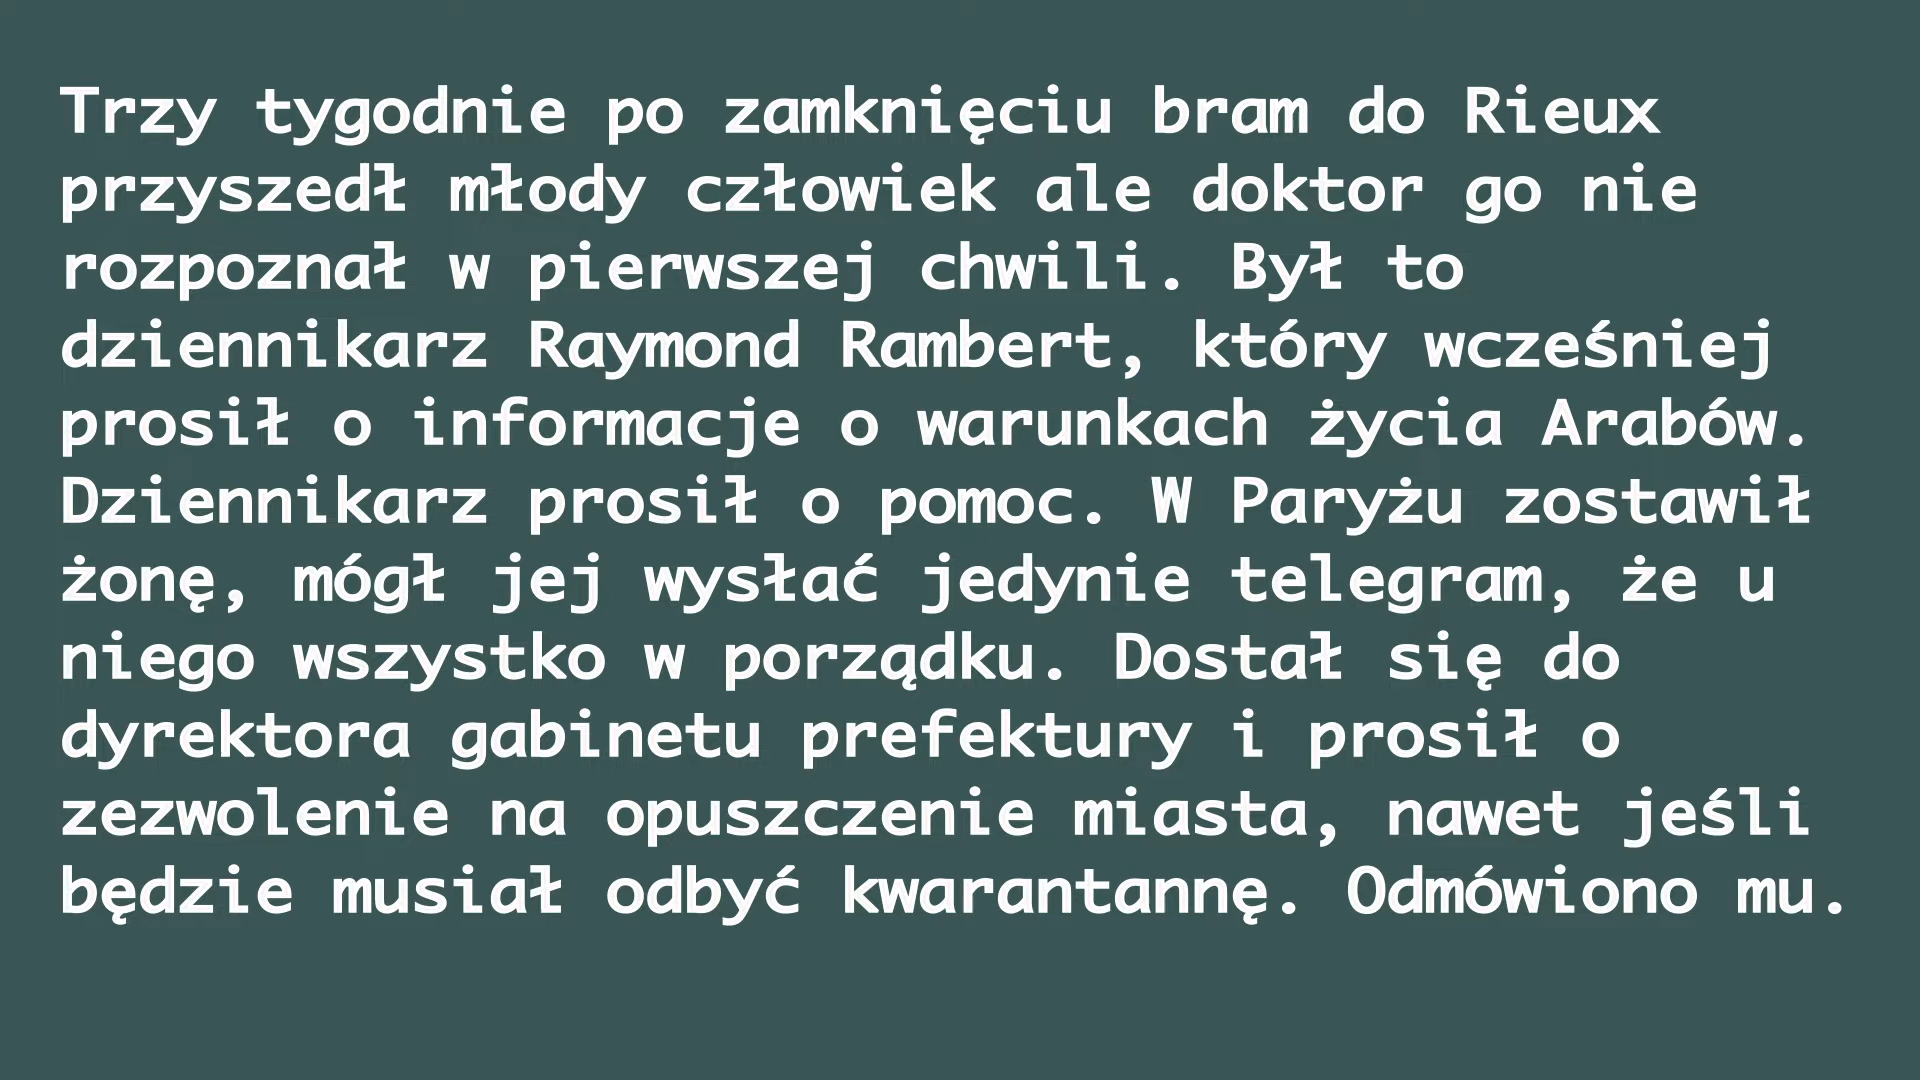 Trzy tygodnie po zamknięciu bram do Rieux
przyszedł młody człowiek ale doktor go nie
rozpoznał w pierwszej chwili. Był to
dziennikarz Raymond Rambert, który wcześniej
prosił o informacje o warunkach życia Arabów.
Dziennikarz prosił o pomoc. W Paryżu zostawił
żonę, mógł jej wysłać jedynie telegram, że u
niego wszystko w porządku. Dostał się do
dyrektora gabinetu prefektury i prosił o
zezwolenie na opuszczenie miasta, nawet jeśli
będzie musiał odbyć kwarantannę. Odmówiono mu.